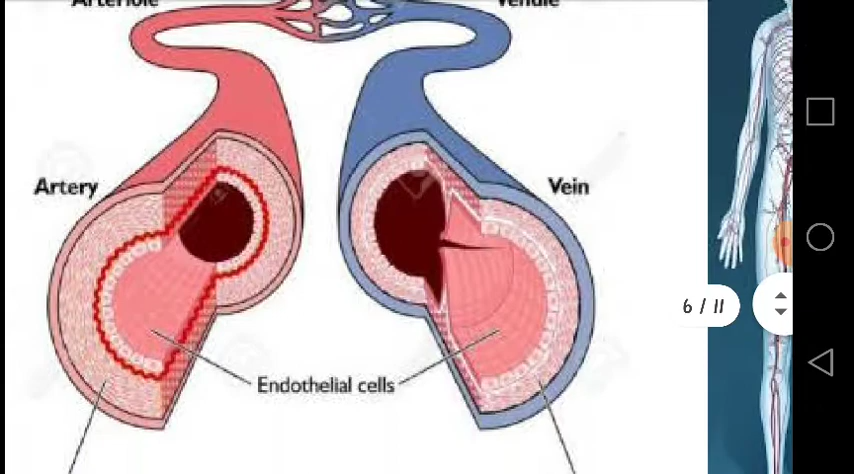 Arteriole
Venule
Artery
Vein
Endothelial cells
6 / 11